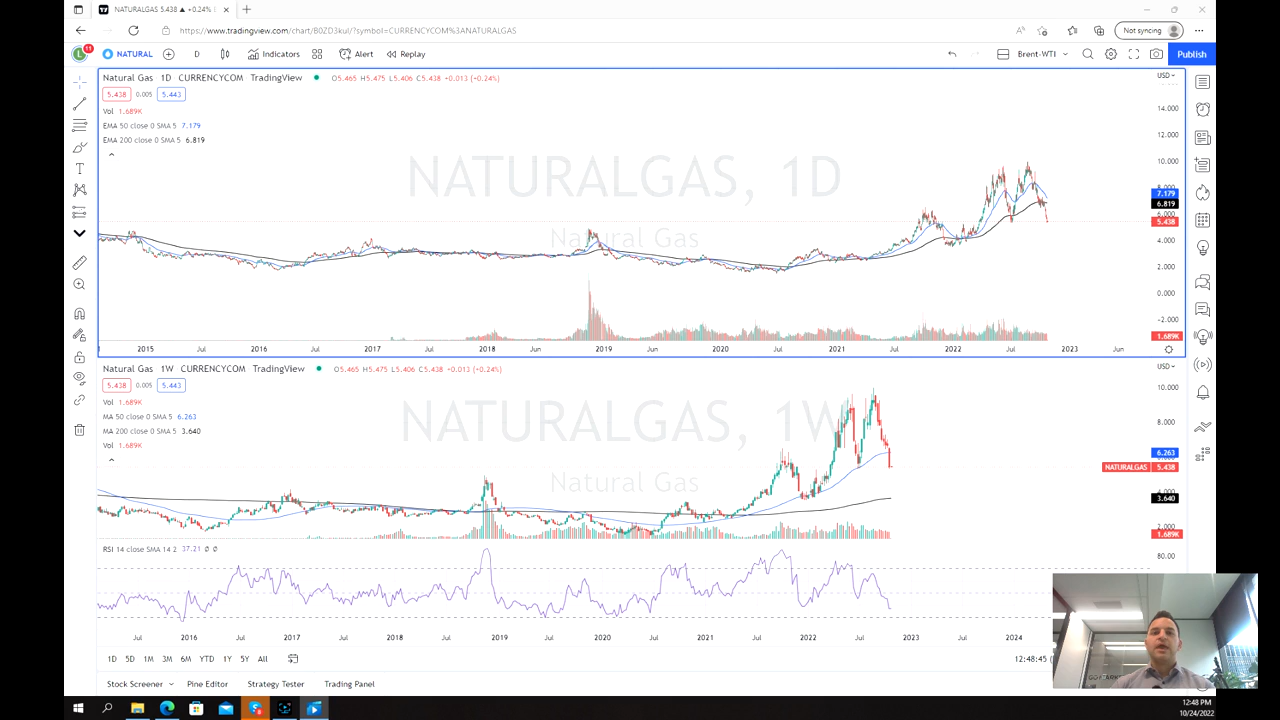 NATURALGAS 5.438 ▲ +0.24%
https://www.tradingview.com/chart/B0ZD3kul/?symbol=CURRENCYCOM%3ANATURALGAS
Not syncing
11
NATURAL D Indicators Alert Replay Brent-WTI Publish
Natural Gas 1D CURRENCYCOM TradingView O5.465 H5.475 L5.406 C5.438 +0.013 (+0.24%)
USD
5.438 0.005 5.443
Vol 1.689K
14.000
EMA 50 close 0 SMA 5 7.179
12.000
EMA 200 close 0 SMA 5 6.819
10.000
NATURALGAS, 1D
8.000
7.179
6.819
6.000
5.438
Natural Gas
4.000
2.000
0.000
-2.000
1.689K
2015 Jul 2016 Jul 2017 Jul 2018 Jun 2019 Jun 2020 Jul 2021 Jul 2022 Jul 2023 Jun
Natural Gas 1W CURRENCYCOM TradingView O5.465 H5.475 L5.406 C5.438 +0.013 (+0.24%)
USD
5.438 0.005 5.443
10.000
Vol 1.689K
MA 50 close 0 SMA 5 6.263
8.000
MA 200 close 0 SMA 5 3.640
NATURALGAS, 1W
Vol 1.689K
6.263
NATURALGAS 5.438
Natural Gas
4.000
3.640
2.000
1.689K
RSI 14 close SMA 14 2 37.21 ∅ ∅
80.00
Jul 2016 Jul 2017 Jul 2018 Jul 2019 Jul 2020 Jul 2021 Jul 2022 Jul 2023 Jul 2024
1D 5D 1M 3M 6M YTD 1Y 5Y All 12:48:45
Stock Screener Pine Editor Strategy Tester Trading Panel
12:48 PM
10/24/2022